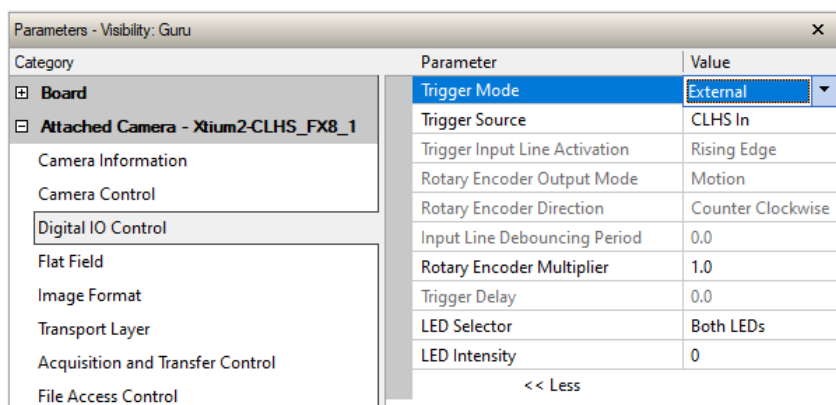 Parameters - Visibility: Guru
Category Parameter Value
Board Trigger Mode External
Attached Camera - Xtium2-CLHS_FX8_1 Trigger Source CLHS In
Camera Information Trigger Input Line Activation Rising Edge
Camera Control Rotary Encoder Output Mode Motion
Digital IO Control Rotary Encoder Direction Counter Clockwise
Flat Field Input Line Debouncing Period 0.0
Image Format Rotary Encoder Multiplier 1.0
Transport Layer Trigger Delay 0.0
Acquisition and Transfer Control LED Selector Both LEDs
File Access Control LED Intensity 0
<< Less